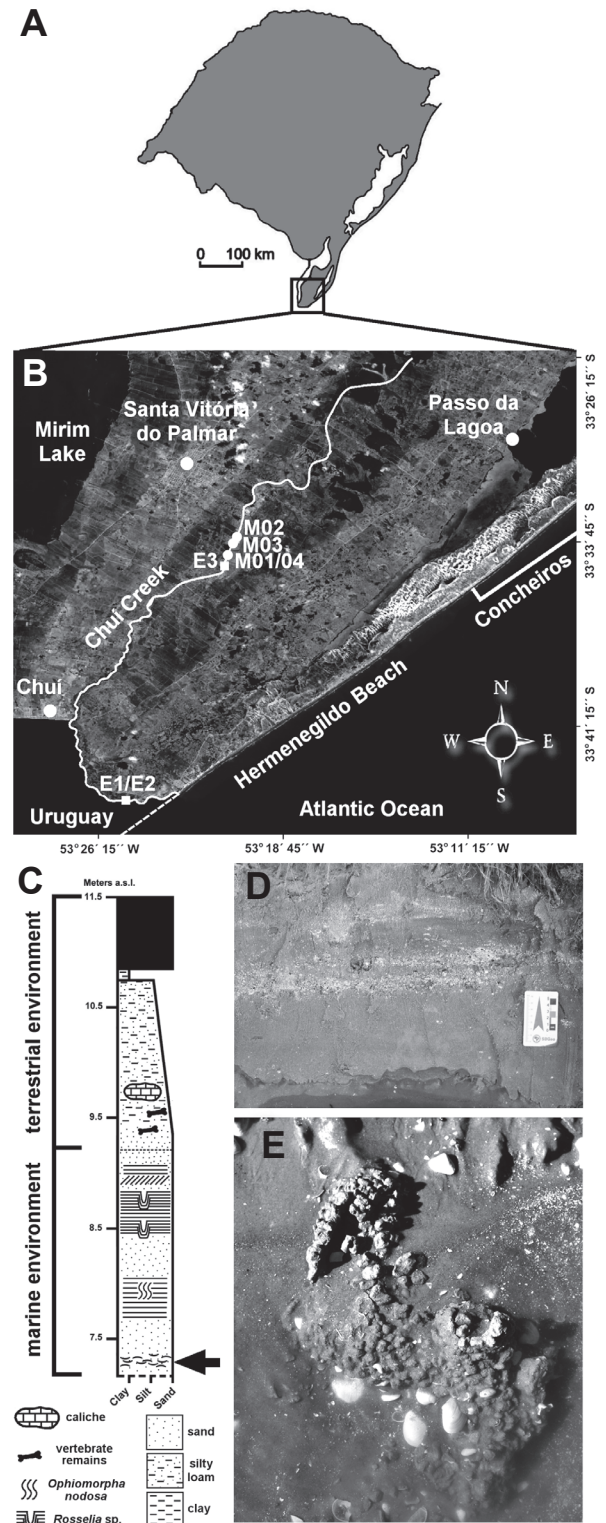 A
0 100 km
B
Mirim
Lake
Santa Vitória
do Palmar
Passo da
Lagoa
M02
M03
E3 M01/04
Chuí Creek
Concheiros
Chuí
Hermenegildo Beach
N
W E
S
E1/E2
Uruguay
Atlantic Ocean
33° 26´ 15´´ S
33° 33´ 45´´ S
33° 41´ 15´´ S
53° 26´ 15´´ W
53° 18´ 45´´ W
53° 11´ 15´´ W
C
Meters a.s.l.
11.5
10.5
9.5
8.5
7.5
terrestrial environment
marine environment
Clay
Silt
Sand
caliche
vertebrate
remains
Ophiomorpha
nodosa
Rosselia sp.
sand
silty
loam
clay
D
E